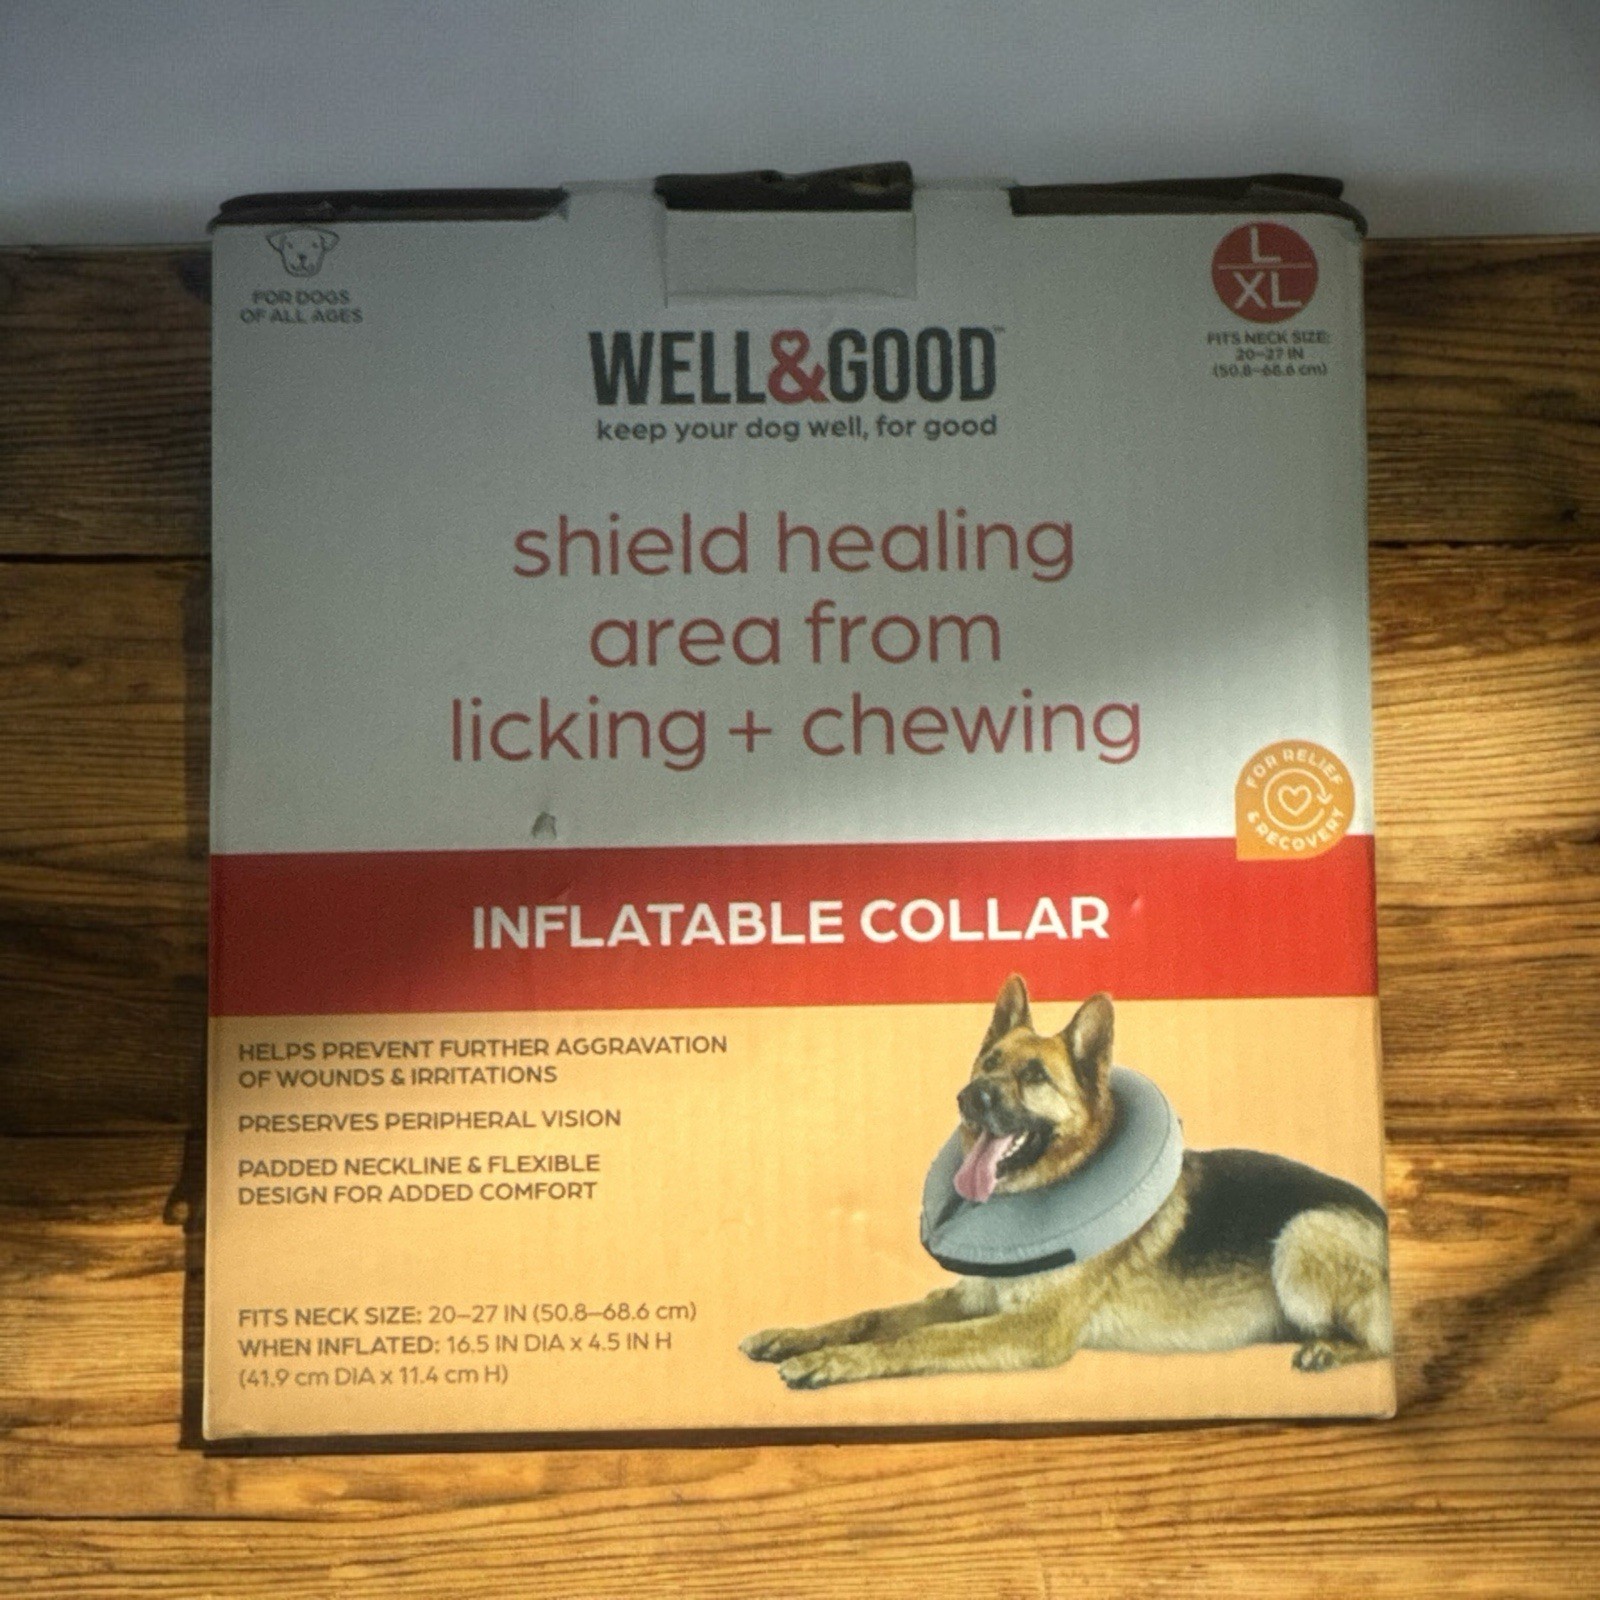 FOR DOGS
OF ALL AGES
L
XL
FITS NECK SIZE:
20–27 IN
(50.8–68.6 cm)
WELL&GOOD™
keep your dog well, for good
shield healing
area from
licking + chewing
FOR RELIEF
& RECOVERY
INFLATABLE COLLAR
HELPS PREVENT FURTHER AGGRAVATION
OF WOUNDS & IRRITATIONS
PRESERVES PERIPHERAL VISION
PADDED NECKLINE & FLEXIBLE
DESIGN FOR ADDED COMFORT
FITS NECK SIZE: 20–27 IN (50.8–68.6 cm)
WHEN INFLATED: 16.5 IN DIA x 4.5 IN H
(41.9 cm DIA x 11.4 cm H)